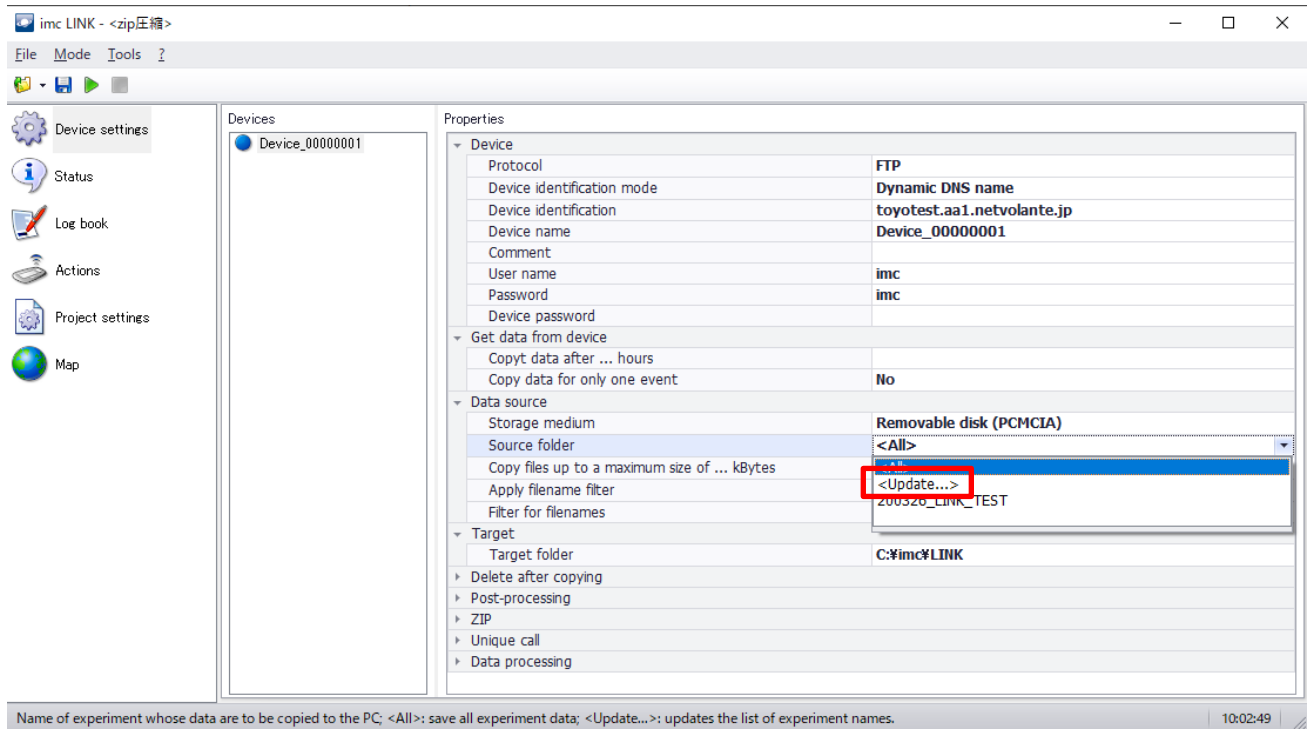 imc LINK - <zip圧縮>
File Mode Tools ?
Device settings
Status
Log book
Actions
Project settings
Map
Devices
Device_00000001
Properties
Device
Protocol FTP
Device identification mode Dynamic DNS name
Device identification toyotest.aa1.netvolante.jp
Device name Device_00000001
Comment
User name imc
Password imc
Device password
Get data from device
Copyt data after ... hours
Copy data for only one event No
Data source
Storage medium Removable disk (PCMCIA)
Source folder <All>
<All>
Copy files up to a maximum size of ... kBytes
<Update...>
Apply filename filter
200326_LINK_TEST
Filter for filenames
Target
Target folder C:¥imc¥LINK
Delete after copying
Post-processing
ZIP
Unique call
Data processing
Name of experiment whose data are to be copied to the PC; <All>: save all experiment data; <Update...>: updates the list of experiment names. 10:02:49